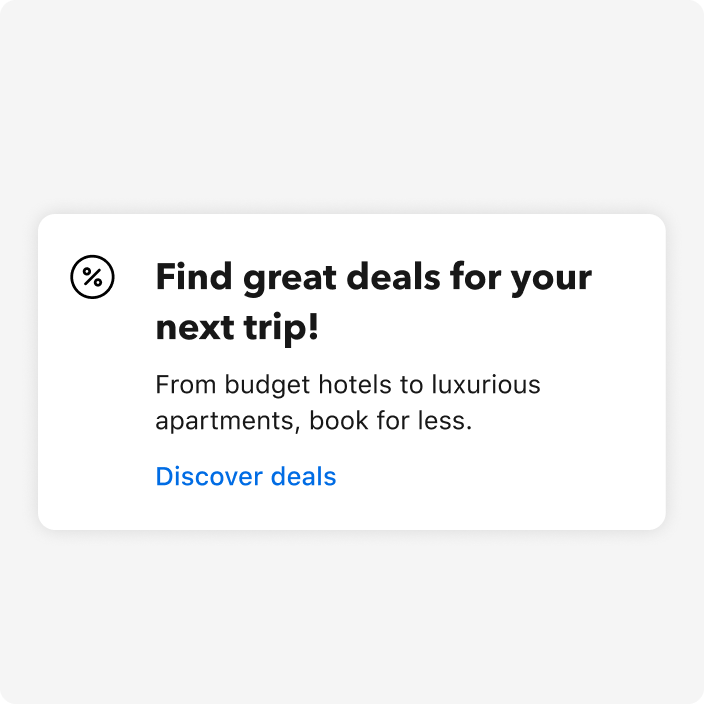 Find great deals for your
next trip!
From budget hotels to luxurious
apartments, book for less.
Discover deals